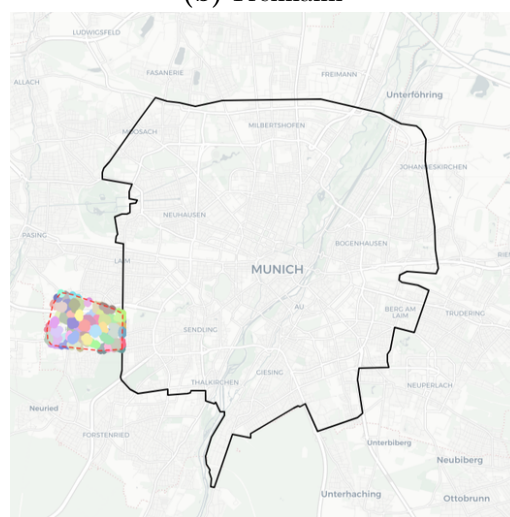 LUDWIGSFELD
ALLACH
FASANERIE
FREIMANN
Unterföhring
MOOSACH
MILBERTSHOFEN
JOHANNESKIRCHEN
NEUHAUSEN
PASING
BOGENHAUSEN
LAIM
MUNICH
AU
BERG AM
LAIM
TRUDERING
SENDLING
GIESING
THALKIRCHEN
NEUPERLACH
Neuried
FORSTENRIED
Unterbiberg
Neubiberg
Unterhaching
Ottobrunn